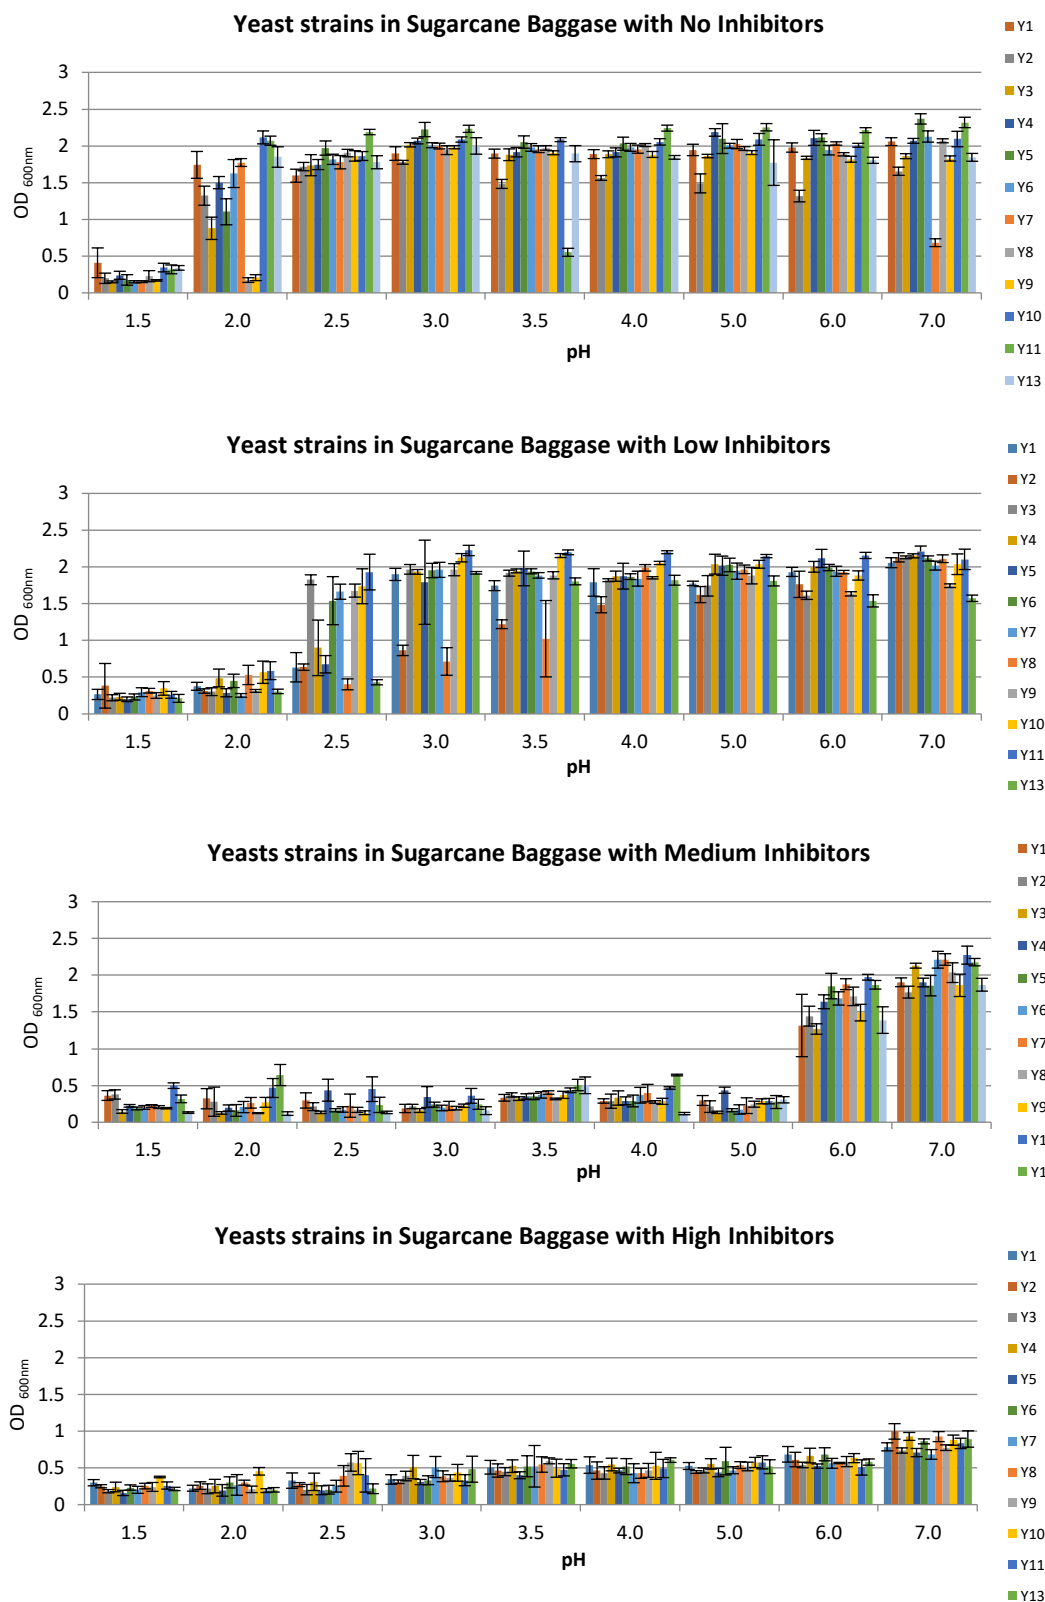 Yeast strains in Sugarcane Baggase with No Inhibitors
OD 600nm
3
2.5
2
1.5
1
0.5
0
1.5 2.0 2.5 3.0 3.5 4.0 5.0 6.0 7.0
pH
Y1
Y2
Y3
Y4
Y5
Y6
Y7
Y8
Y9
Y10
Y11
Y13
Yeast strains in Sugarcane Baggase with Low Inhibitors
OD 600nm
3
2.5
2
1.5
1
0.5
0
1.5 2.0 2.5 3.0 3.5 4.0 5.0 6.0 7.0
pH
Y1
Y2
Y3
Y4
Y5
Y6
Y7
Y8
Y9
Y10
Y11
Y13
Yeasts strains in Sugarcane Baggase with Medium Inhibitors
OD 600nm
3
2.5
2
1.5
1
0.5
0
1.5 2.0 2.5 3.0 3.5 4.0 5.0 6.0 7.0
pH
Y1
Y2
Y3
Y4
Y5
Y6
Y7
Y8
Y9
Y1
Y1
Yeasts strains in Sugarcane Baggase with High Inhibitors
OD 600nm
3
2.5
2
1.5
1
0.5
0
1.5 2.0 2.5 3.0 3.5 4.0 5.0 6.0 7.0
pH
Y1
Y2
Y3
Y4
Y5
Y6
Y7
Y8
Y9
Y10
Y11
Y13